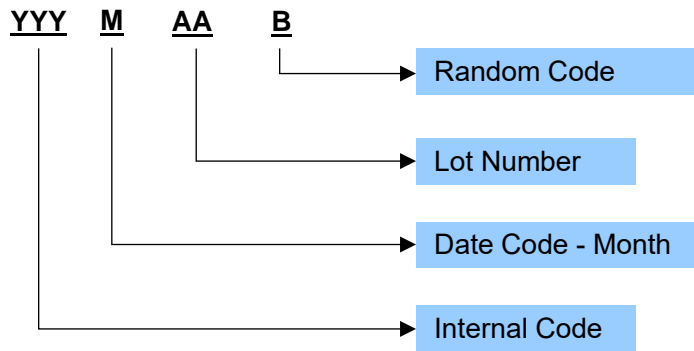 YYY M AA B
Random Code
Lot Number
Date Code - Month
Internal Code